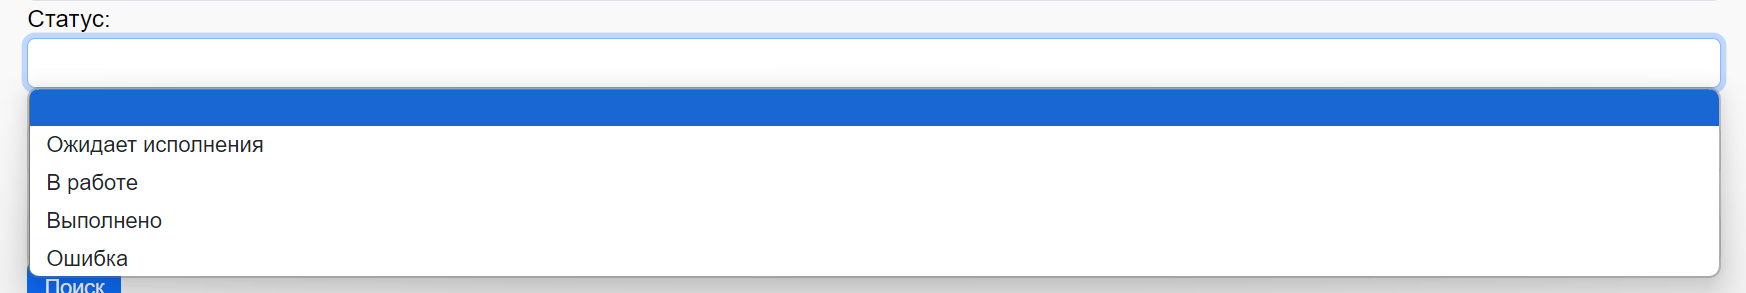 Статус:
Ожидает исполнения
В работе
Выполнено
Ошибка
Поиск